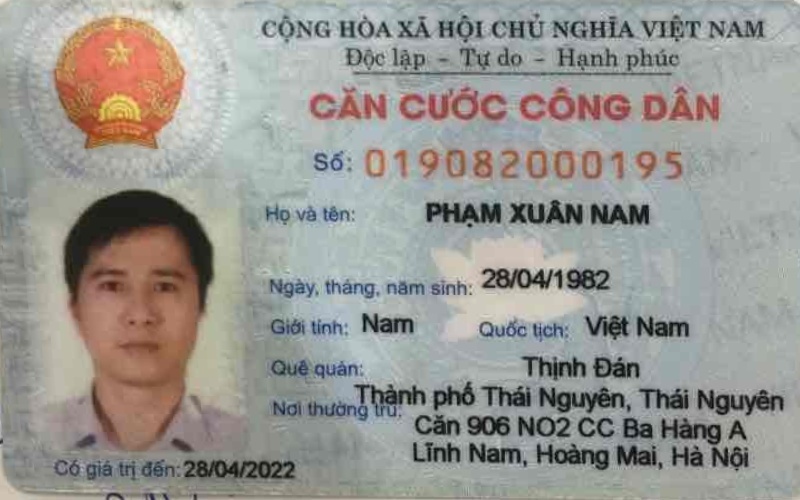 CỘNG HÒA XÃ HỘI CHỦ NGHĨA VIỆT NAM
Độc lập - Tự do - Hạnh phúc
CĂN CƯỚC CÔNG DÂN
Số: 019082000195
Họ và tên: PHẠM XUÂN NAM
Ngày, tháng, năm sinh: 28/04/1982
Giới tính: Nam Quốc tịch: Việt Nam
Quê quán: Thịnh Đán
Thành phố Thái Nguyên, Thái Nguyên
Nơi thường trú: Căn 906 NO2 CC Ba Hàng A
Lĩnh Nam, Hoàng Mai, Hà Nội
Có giá trị đến: 28/04/2022